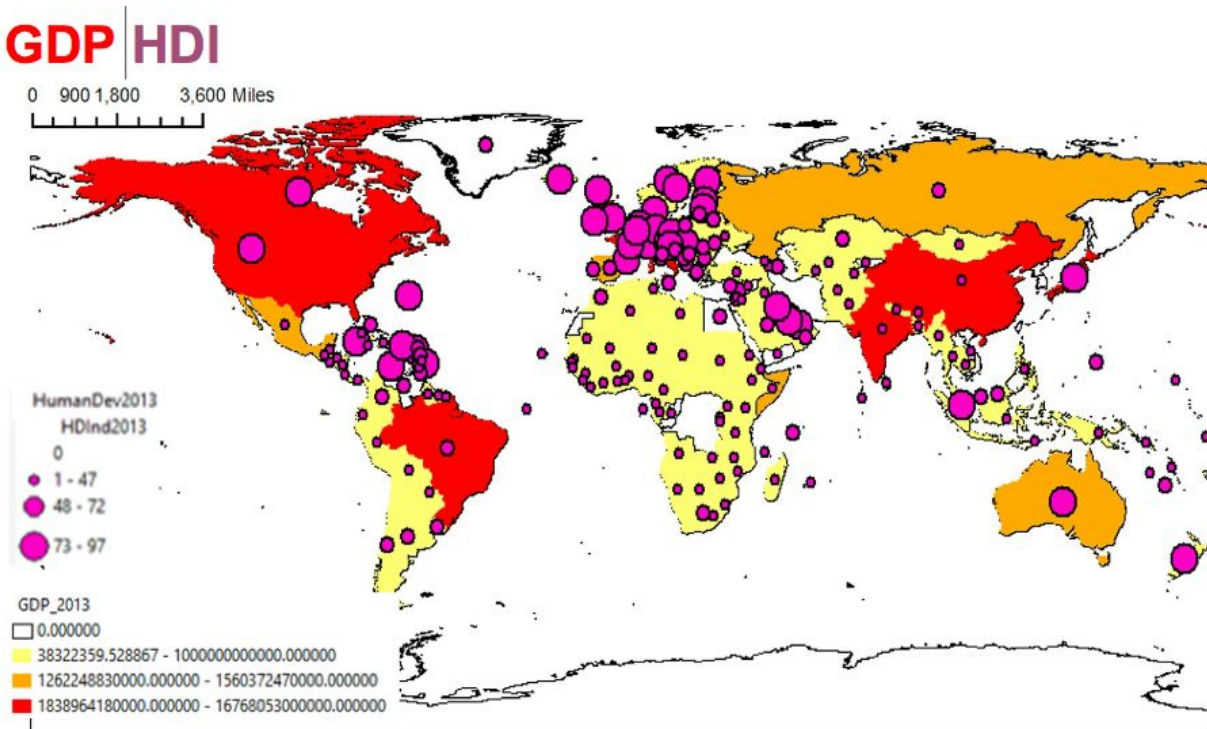 GDP HDI
0 900 1,800 3,600 Miles
HumanDev2013
HDInd2013
0
1 - 47
48 - 72
73 - 97
GDP_2013
0.000000
38322359.528867 - 1000000000000.000000
1262248830000.000000 - 1560372470000.000000
1838964180000.000000 - 16768053000000.000000